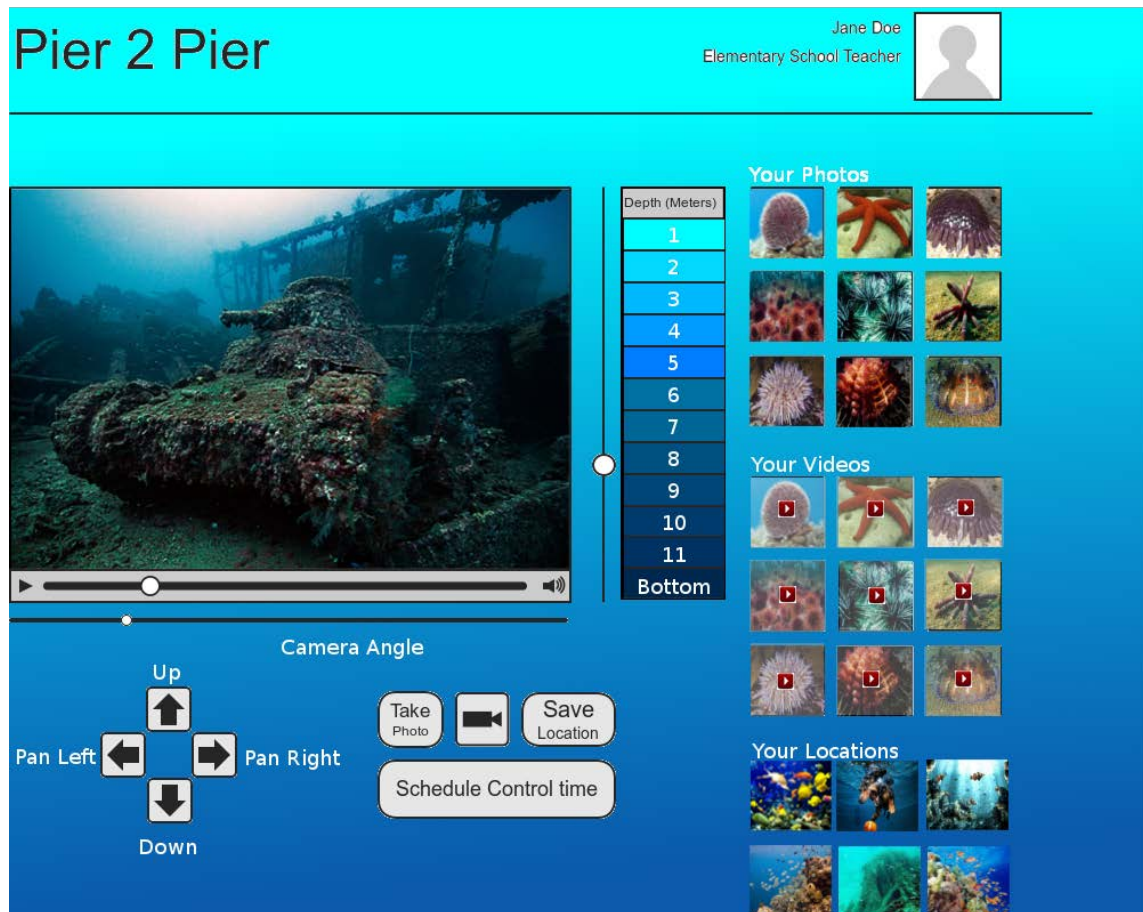 Pier 2 Pier
Jane Doe
Elementary School Teacher
Depth (Meters)
1
2
3
4
5
6
7
8
9
10
11
Bottom
Camera Angle
Up
Pan Left
Pan Right
Down
Take
Photo
Save
Location
Schedule Control time
Your Photos
Your Videos
Your Locations